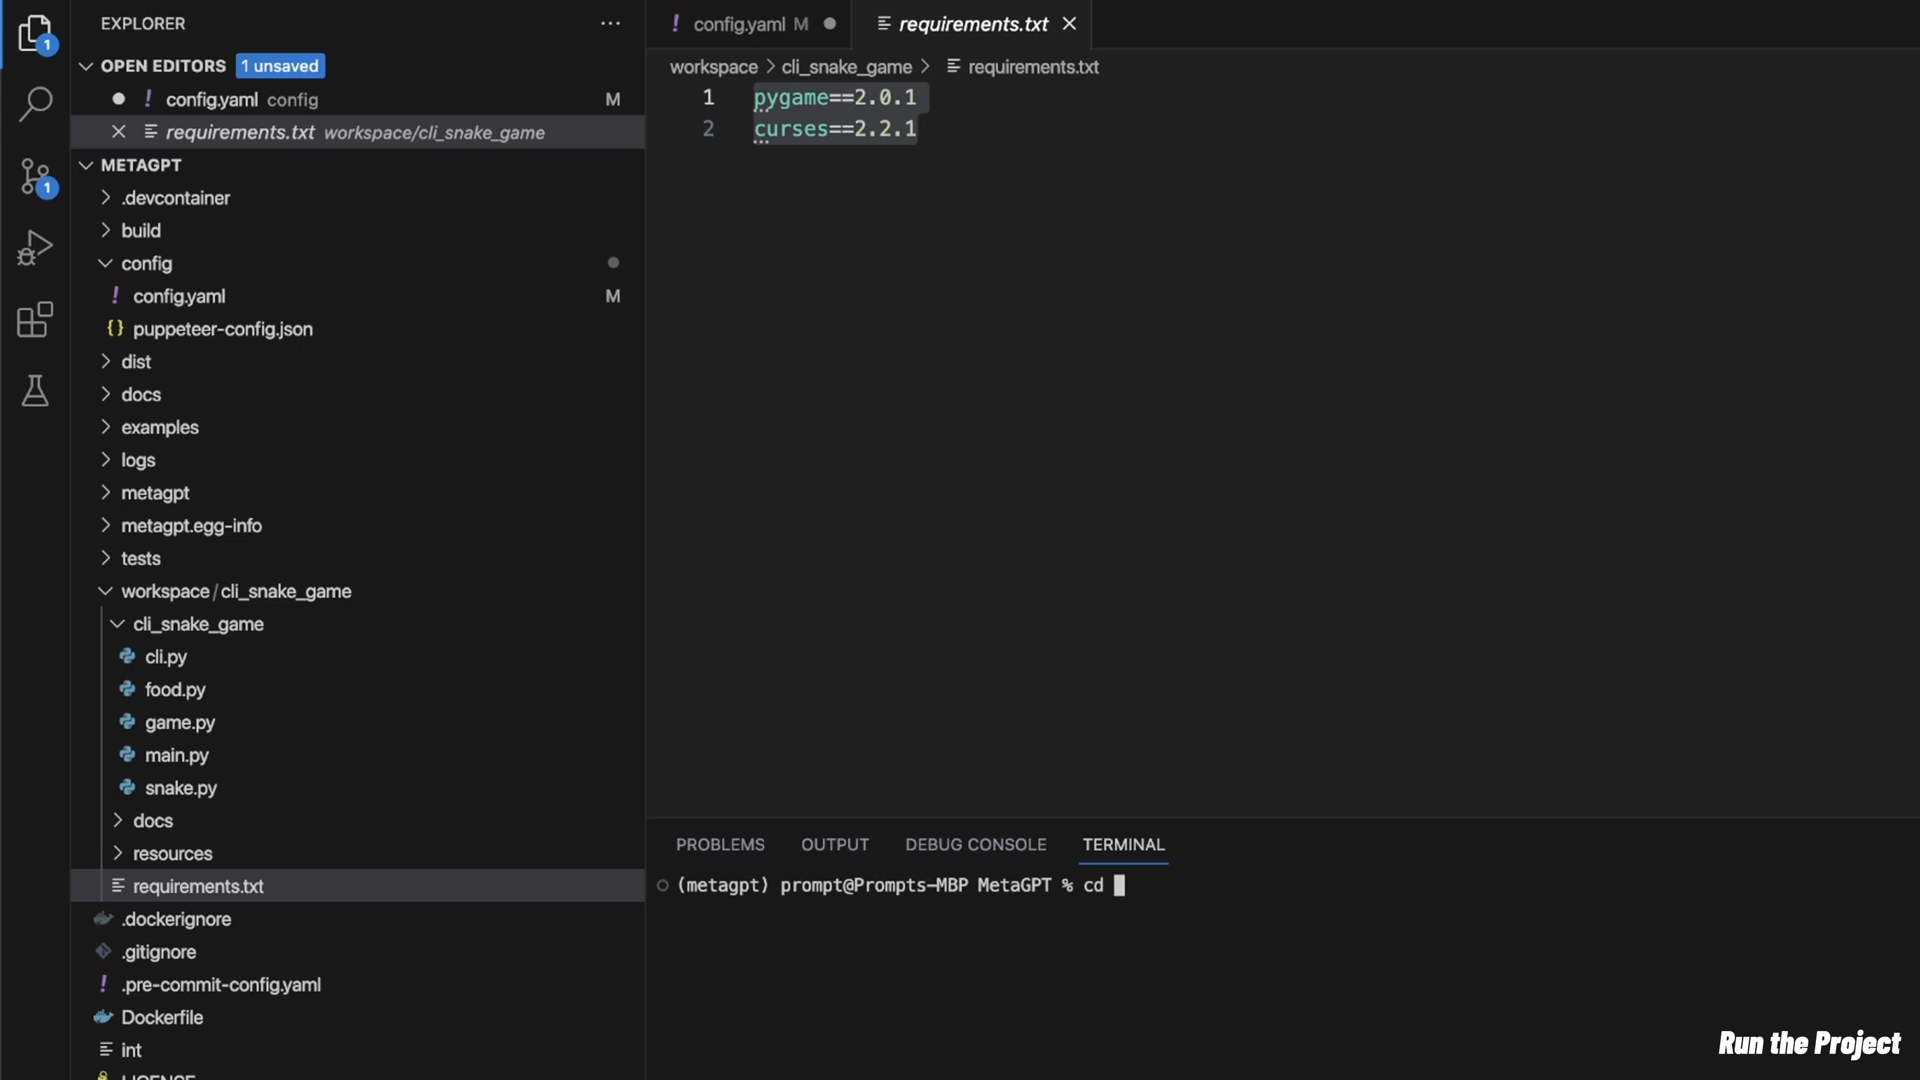 EXPLORER
OPEN EDITORS 1 unsaved
config.yaml config M
requirements.txt workspace/cli_snake_game
METAGPT
.devcontainer
build
config
config.yaml M
puppeteer-config.json
dist
docs
examples
logs
metagpt
metagpt.egg-info
tests
workspace/cli_snake_game
cli_snake_game
cli.py
food.py
game.py
main.py
snake.py
docs
resources
requirements.txt
.dockerignore
.gitignore
.pre-commit-config.yaml
Dockerfile
int
LICENSE
1
1
config.yaml M
requirements.txt
workspace > cli_snake_game > requirements.txt
1 pygame==2.0.1
2 curses==2.2.1
PROBLEMS OUTPUT DEBUG CONSOLE TERMINAL
(metagpt) prompt@Prompts-MBP MetaGPT % cd
Run the Project